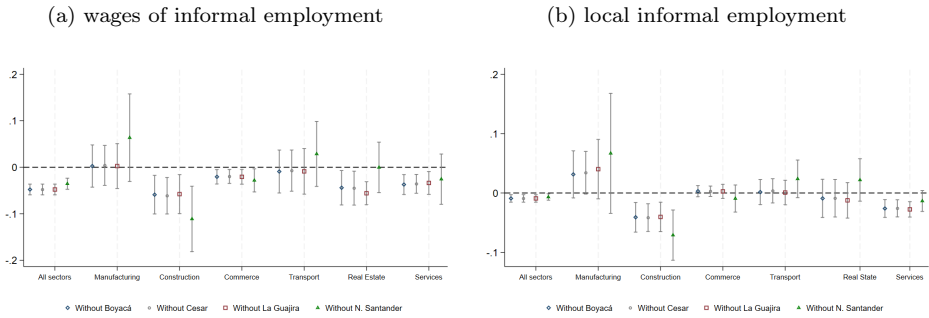 (a) wages of informal employment
(b) local informal employment
.2
.1
0
-.1
-.2
All sectors Manufacturing Construction Commerce Transport Real Estate Services
Without Boyacá Without Cesar Without La Guajira Without N. Santander
.2
.1
0
-.1
All sectors Manufacturing Construction Commerce Transport Real State Services
Without Boyacá Without Cesar Without La Guajira Without N. Santander